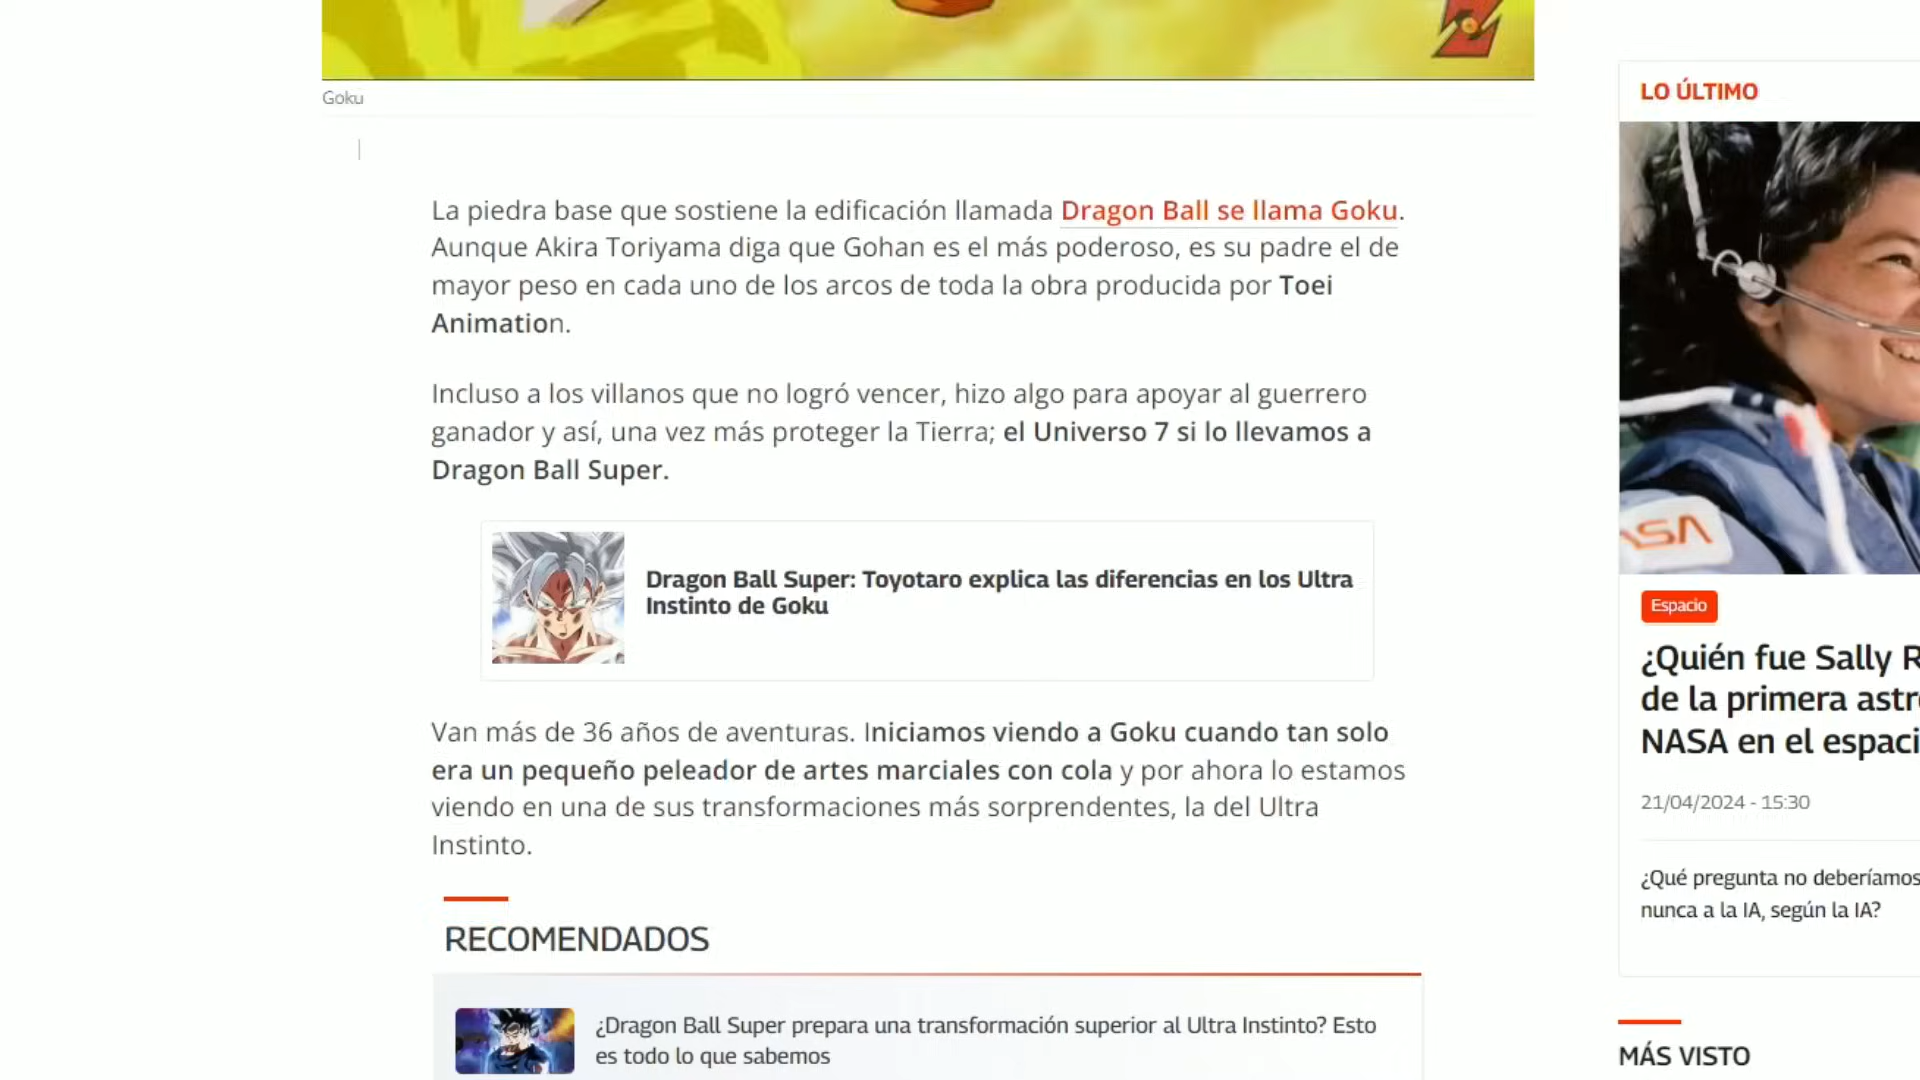 Goku
La piedra base que sostiene la edificación llamada Dragon Ball se llama Goku.
Aunque Akira Toriyama diga que Gohan es el más poderoso, es su padre el de
mayor peso en cada uno de los arcos de toda la obra producida por Toei
Animation.
Incluso a los villanos que no logró vencer, hizo algo para apoyar al guerrero
ganador y así, una vez más proteger la Tierra; el Universo 7 si lo llevamos a
Dragon Ball Super.
Dragon Ball Super: Toyotaro explica las diferencias en los Ultra
Instinto de Goku
Van más de 36 años de aventuras. Iniciamos viendo a Goku cuando tan solo
era un pequeño peleador de artes marciales con cola y por ahora lo estamos
viendo en una de sus transformaciones más sorprendentes, la del Ultra
Instinto.
RECOMENDADOS
¿Dragon Ball Super prepara una transformación superior al Ultra Instinto? Esto
es todo lo que sabemos
LO ÚLTIMO
Espacio
¿Quién fue Sally R
de la primera astr
NASA en el espaci
21/04/2024 - 15:30
¿Qué pregunta no deberíamos
nunca a la IA, según la IA?
MÁS VISTO